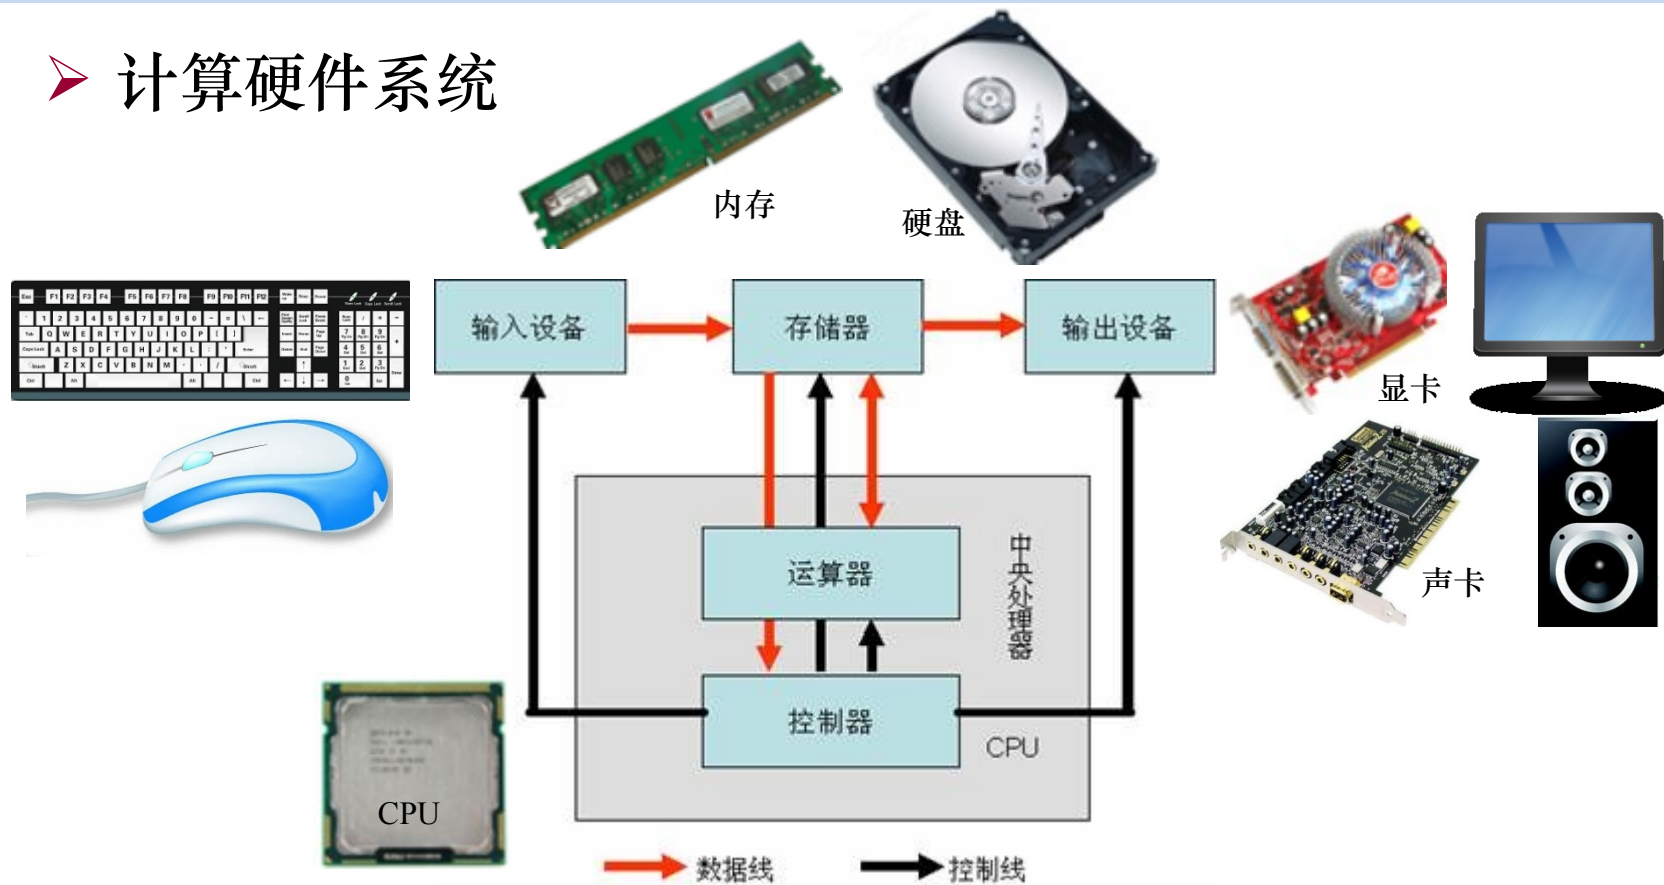 计算硬件系统
内存
硬盘
输入设备
存储器
输出设备
显卡
声卡
运算器
中央处理器
控制器
CPU
CPU
数据线
控制线